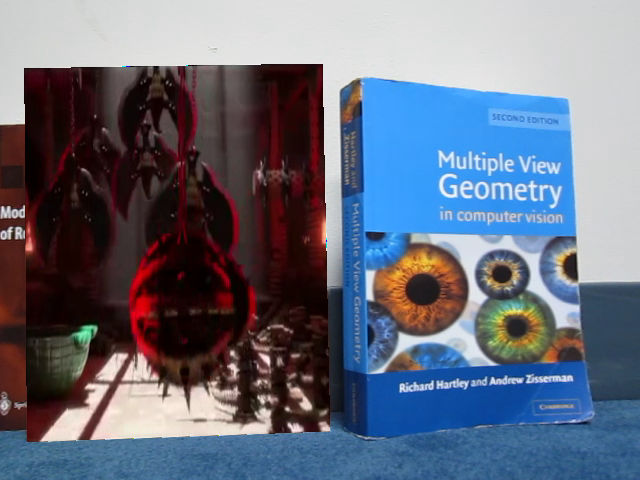 Mod
of R
SECOND EDITION
Multiple View
Geometry
in computer vision
Richard Hartley and Andrew Zisserman
CAMBRIDGE
Hartley and
Zisserman
Multiple View Geometry